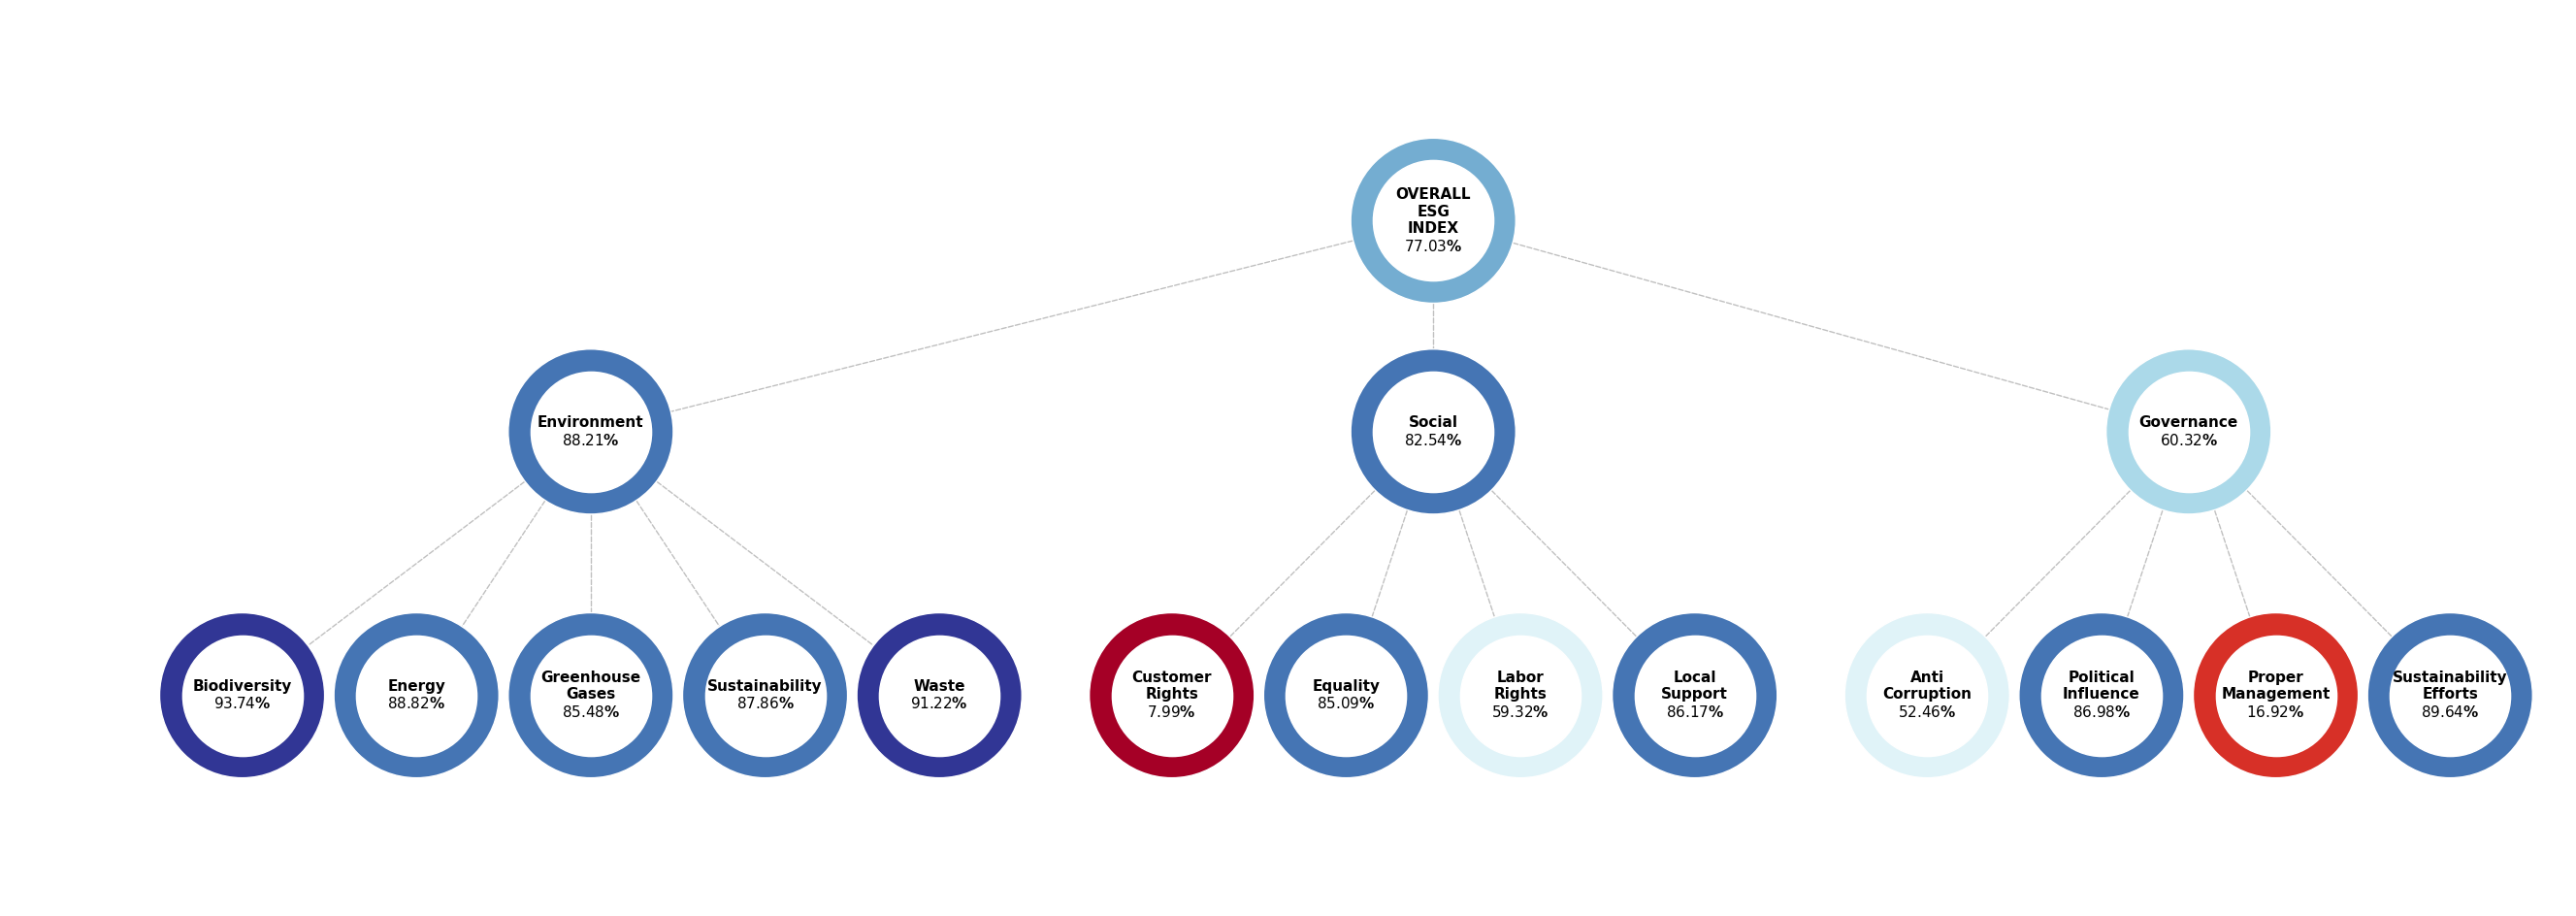 OVERALL
ESG
INDEX
77.03%
Environment
88.21%
Social
82.54%
Governance
60.32%
Biodiversity
93.74%
Energy
88.82%
Greenhouse
Gases
85.48%
Sustainability
87.86%
Waste
91.22%
Customer
Rights
7.99%
Equality
85.09%
Labor
Rights
59.32%
Local
Support
86.17%
Anti
Corruption
52.46%
Political
Influence
86.98%
Proper
Management
16.92%
Sustainability
Efforts
89.64%